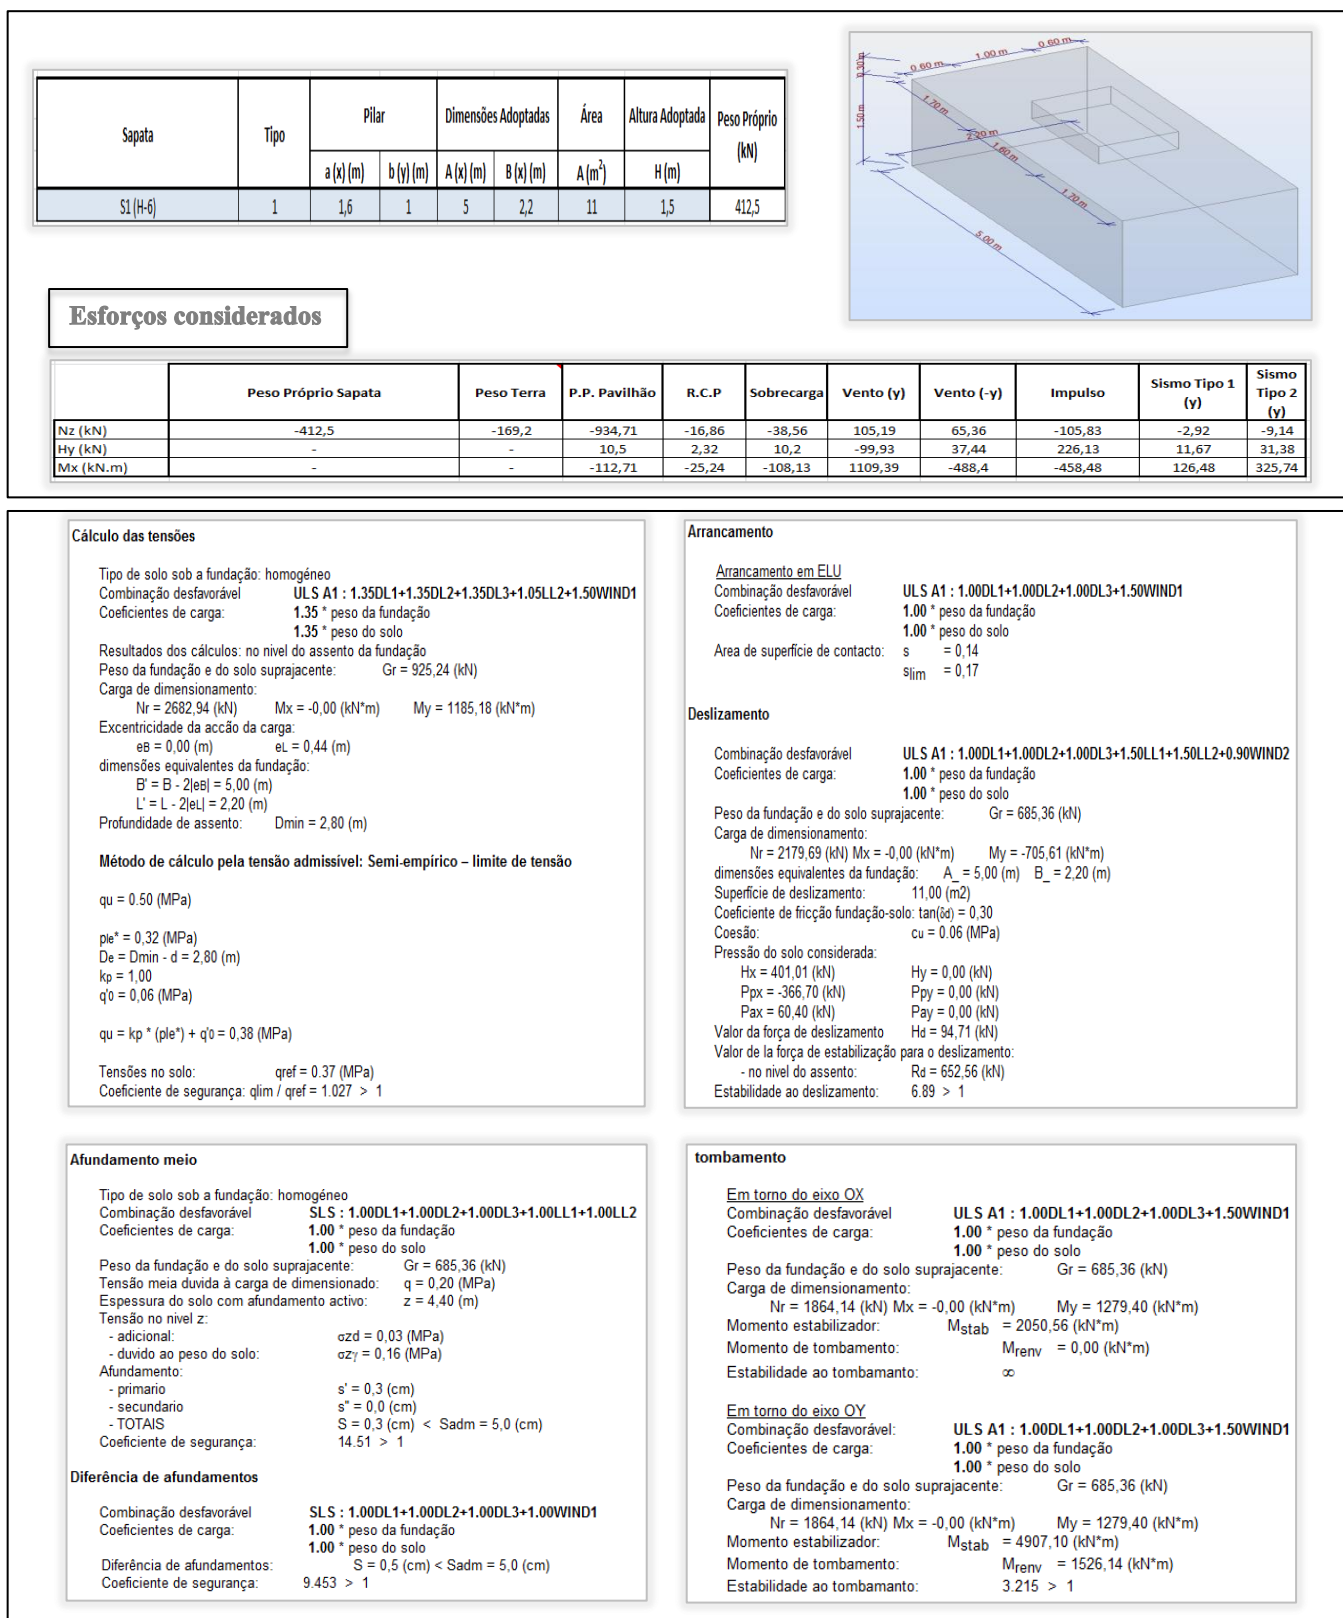 Sapata Tipo Pilar Dimensões Adoptadas Área Altura Adoptada Peso Próprio (kN)
a (x) (m) b (y) (m) A (x) (m) B (x) (m) A (m²) H (m)
S1 (H-6) 1 1,6 1 5 2,2 11 1,5 412,5
0.30 m
1.50 m
0.60 m
1.00 m
0.60 m
1.70 m
2.20 m
1.60 m
1.70 m
5.00 m
Esforços considerados
Peso Próprio Sapata Peso Terra P.P. Pavilhão R.C.P Sobrecarga Vento (y) Vento (-y) Impulso Sismo Tipo 1 (y) Sismo Tipo 2 (y)
Nz (kN) -412,5 -169,2 -934,71 -16,86 -38,56 105,19 65,36 -105,83 -2,92 -9,14
Hy (kN) - - 10,5 2,32 10,2 -99,93 37,44 226,13 11,67 31,38
Mx (kN.m) - - -112,71 -25,24 -108,13 1109,39 -488,4 -458,48 126,48 325,74
Cálculo das tensões
Tipo de solo sob a fundação: homogéneo
Combinação desfavorável ULS A1 : 1.35DL1+1.35DL2+1.35DL3+1.05LL2+1.50WIND1
Coeficientes de carga: 1.35 * peso da fundação
1.35 * peso do solo
Resultados dos cálculos: no nivel do assento da fundação
Peso da fundação e do solo suprajacente: Gr = 925,24 (kN)
Carga de dimensionamento:
Nr = 2682,94 (kN) Mx = -0,00 (kN*m) My = 1185,18 (kN*m)
Excentricidade da accão da carga:
eB = 0,00 (m) eL = 0,44 (m)
dimensões equivalentes da fundação:
B' = B - 2|eB| = 5,00 (m)
L' = L - 2|eL| = 2,20 (m)
Profundidade de assento: Dmin = 2,80 (m)
Método de cálculo pela tensão admissível: Semi-empírico – limite de tensão
qu = 0.50 (MPa)
ple* = 0,32 (MPa)
De = Dmin - d = 2,80 (m)
kp = 1,00
q'0 = 0,06 (MPa)
qu = kp * (ple*) + q'0 = 0,38 (MPa)
Tensões no solo: qref = 0.37 (MPa)
Coeficiente de segurança: qlim / qref = 1.027 > 1
Arrancamento
Arrancamento em ELU
Combinação desfavorável ULS A1 : 1.00DL1+1.00DL2+1.00DL3+1.50WIND1
Coeficientes de carga: 1.00 * peso da fundação
1.00 * peso do solo
Area de superfície de contacto: s = 0,14
slim = 0,17
Deslizamento
Combinação desfavorável ULS A1 : 1.00DL1+1.00DL2+1.00DL3+1.50LL1+1.50LL2+0.90WIND2
Coeficientes de carga: 1.00 * peso da fundação
1.00 * peso do solo
Peso da fundação e do solo suprajacente: Gr = 685,36 (kN)
Carga de dimensionamento:
Nr = 2179,69 (kN) Mx = -0,00 (kN*m) My = -705,61 (kN*m)
dimensões equivalentes da fundação: A_ = 5,00 (m) B_ = 2,20 (m)
Superfície de deslizamento: 11,00 (m2)
Coeficiente de fricção fundação-solo: tan(δd) = 0,30
Coesão: cu = 0.06 (MPa)
Pressão do solo considerada:
Hx = 401,01 (kN) Hy = 0,00 (kN)
Ppx = -366,70 (kN) Ppy = 0,00 (kN)
Pax = 60,40 (kN) Pay = 0,00 (kN)
Valor da força de deslizamento Hd = 94,71 (kN)
Valor de la força de estabilização para o deslizamento:
- no nivel do assento: Rd = 652,56 (kN)
Estabilidade ao deslizamento: 6.89 > 1
Afundamento meio
Tipo de solo sob a fundação: homogéneo
Combinação desfavorável SLS : 1.00DL1+1.00DL2+1.00DL3+1.00LL1+1.00LL2
Coeficientes de carga: 1.00 * peso da fundação
1.00 * peso do solo
Peso da fundação e do solo suprajacente: Gr = 685,36 (kN)
Tensão meia duvida à carga de dimensionado: q = 0,20 (MPa)
Espessura do solo com afundamento activo: z = 4,40 (m)
Tensão no nivel z:
- adicional: σzd = 0,03 (MPa)
- duvido ao peso do solo: σzγ = 0,16 (MPa)
Afundamento:
- primario s' = 0,3 (cm)
- secundario s" = 0,0 (cm)
- TOTAIS S = 0,3 (cm) < Sadm = 5,0 (cm)
Coeficiente de segurança: 14.51 > 1
Diferência de afundamentos
Combinação desfavorável SLS : 1.00DL1+1.00DL2+1.00DL3+1.00WIND1
Coeficientes de carga: 1.00 * peso da fundação
1.00 * peso do solo
Diferência de afundamentos: S = 0,5 (cm) < Sadm = 5,0 (cm)
Coeficiente de segurança: 9.453 > 1
tombamento
Em torno do eixo OX
Combinação desfavorável ULS A1 : 1.00DL1+1.00DL2+1.00DL3+1.50WIND1
Coeficientes de carga: 1.00 * peso da fundação
1.00 * peso do solo
Peso da fundação e do solo suprajacente: Gr = 685,36 (kN)
Carga de dimensionamento:
Nr = 1864,14 (kN) Mx = -0,00 (kN*m) My = 1279,40 (kN*m)
Momento estabilizador: Mstab = 2050,56 (kN*m)
Momento de tombamento: Mrenv = 0,00 (kN*m)
Estabilidade ao tombamanto: ∞
Em torno do eixo OY
Combinação desfavorável: ULS A1 : 1.00DL1+1.00DL2+1.00DL3+1.50WIND1
Coeficientes de carga: 1.00 * peso da fundação
1.00 * peso do solo
Peso da fundação e do solo suprajacente: Gr = 685,36 (kN)
Carga de dimensionamento:
Nr = 1864,14 (kN) Mx = -0,00 (kN*m) My = 1279,40 (kN*m)
Momento estabilizador: Mstab = 4907,10 (kN*m)
Momento de tombamento: Mrenv = 1526,14 (kN*m)
Estabilidade ao tombamanto: 3.215 > 1